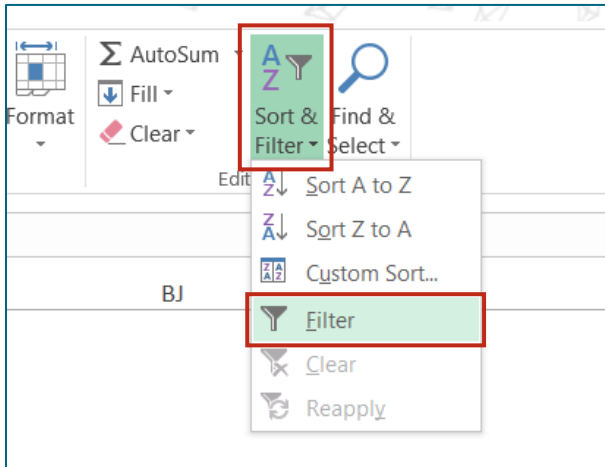 Format
AutoSum
Fill
Clear
Sort &
Filter
Find &
Select
Edit
Sort A to Z
Sort Z to A
Custom Sort...
Filter
Clear
Reapply
BJ